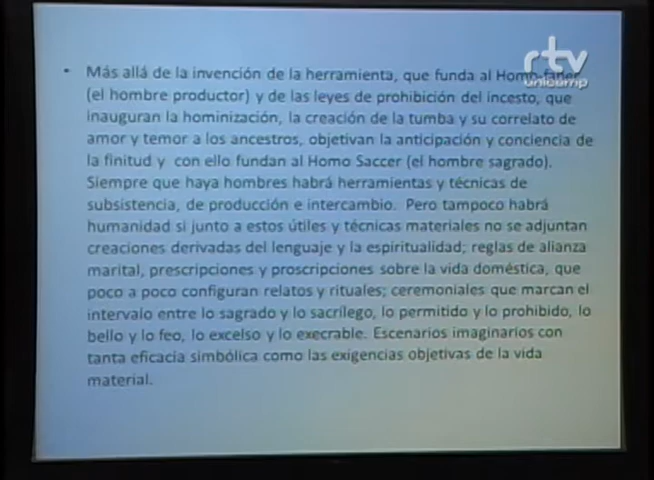 rtv
unicamp
• Más allá de la invención de la herramienta, que funda al Homo-faber
(el hombre productor) y de las leyes de prohibición del incesto, que
inauguran la hominización, la creación de la tumba y su correlato de
amor y temor a los ancestros, objetivan la anticipación y conciencia de
la finitud y con ello fundan al Homo Saccer (el hombre sagrado).
Siempre que haya hombres habrá herramientas y técnicas de
subsistencia, de producción e intercambio. Pero tampoco habrá
humanidad si junto a estos útiles y técnicas materiales no se adjuntan
creaciones derivadas del lenguaje y la espiritualidad; reglas de alianza
marital, prescripciones y proscripciones sobre la vida doméstica, que
poco a poco configuran relatos y rituales; ceremoniales que marcan el
intervalo entre lo sagrado y lo sacrílego, lo permitido y lo prohibido, lo
bello y lo feo, lo excelso y lo execrable. Escenarios imaginarios con
tanta eficacia simbólica como las exigencias objetivas de la vida
material.